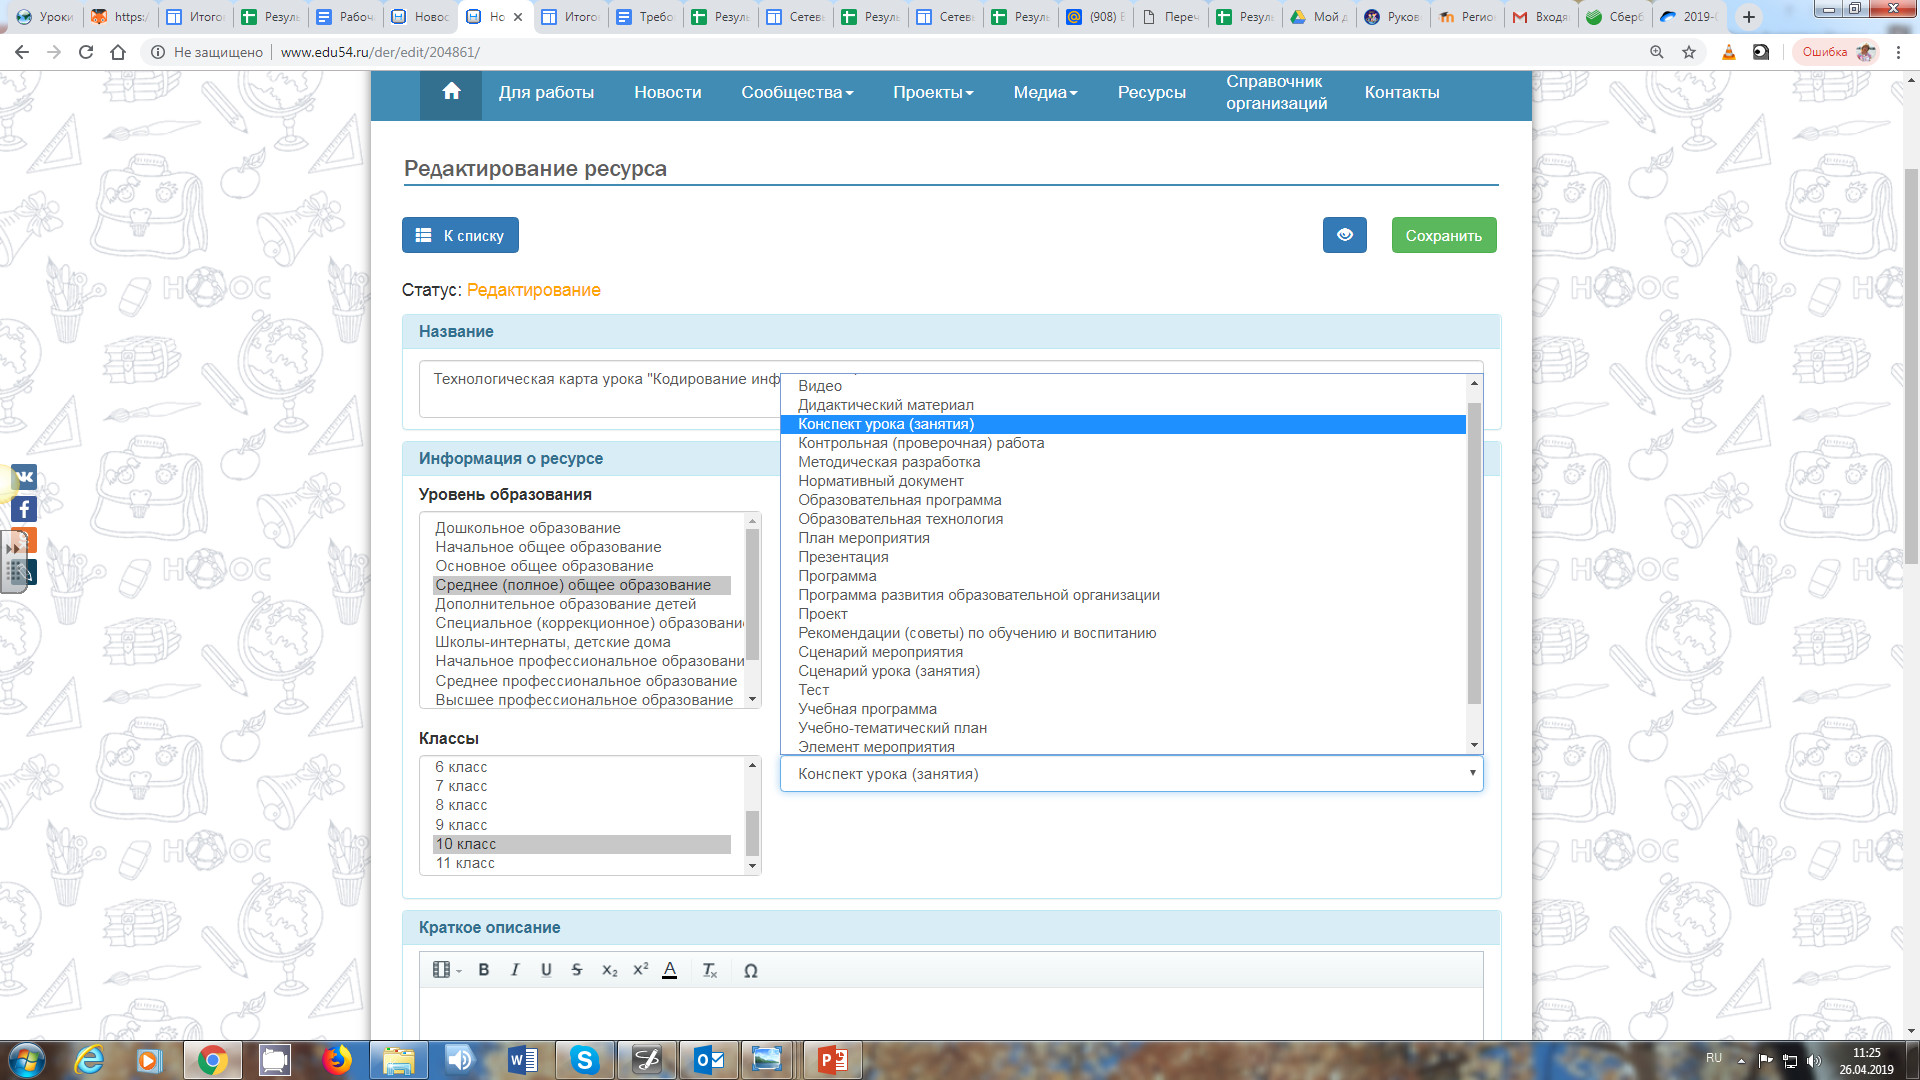 Уроки
https:/
Итого
Резуль
Рабоч
Новос
Но
Итого
Требо
Резуль
Сетев
Резуль
Сетев
Резуль
(908) В
Переч
Резуль
Мой д
Руков
Регио
Входя
Сберб
2019-
Не защищено
www.edu54.ru/der/edit/204861/
Ошибка
Для работы
Новости
Сообщества
Проекты
Медиа
Ресурсы
Справочник
организаций
Контакты
Редактирование ресурса
К списку
Сохранить
Статус: Редактирование
Название
Технологическая карта урока "Кодирование инф
Информация о ресурсе
Уровень образования
Дошкольное образование
Начальное общее образование
Основное общее образование
Среднее (полное) общее образование
Дополнительное образование детей
Специальное (коррекционное) образовани
Школы-интернаты, детские дома
Начальное профессиональное образовани
Среднее профессиональное образование
Высшее профессиональное образование
Классы
6 класс
7 класс
8 класс
9 класс
10 класс
11 класс
Видео
Дидактический материал
Конспект урока (занятия)
Контрольная (проверочная) работа
Методическая разработка
Нормативный документ
Образовательная программа
Образовательная технология
План мероприятия
Презентация
Программа
Программа развития образовательной организации
Проект
Рекомендации (советы) по обучению и воспитанию
Сценарий мероприятия
Сценарий урока (занятия)
Тест
Учебная программа
Учебно-тематический план
Элемент мероприятия
Конспект урока (занятия)
Краткое описание
B I U S x₂ x² A Tx Ω
RU
11:25
26.04.2019